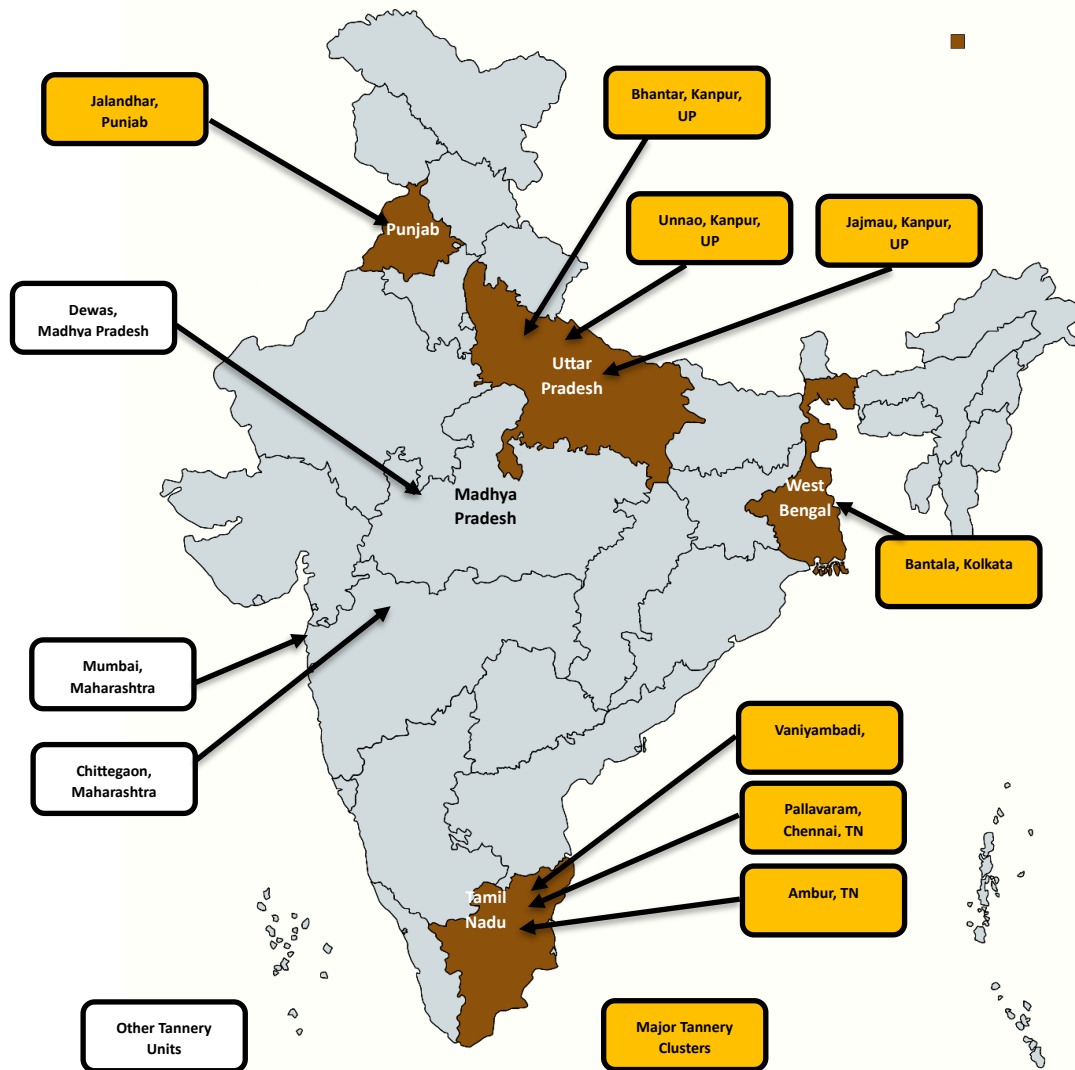 Jalandhar,
Punjab
Bhantar, Kanpur,
UP
Unnao, Kanpur,
UP
Jajmau, Kanpur,
UP
Punjab
Dewas,
Madhya Pradesh
Uttar
Pradesh
Madhya
Pradesh
West
Bengal
Bantala, Kolkata
Mumbai,
Maharashtra
Chittegaon,
Maharashtra
Vaniyambadi,
Pallavaram,
Chennai, TN
Ambur, TN
Tamil
Nadu
Other Tannery
Units
Major Tannery
Clusters